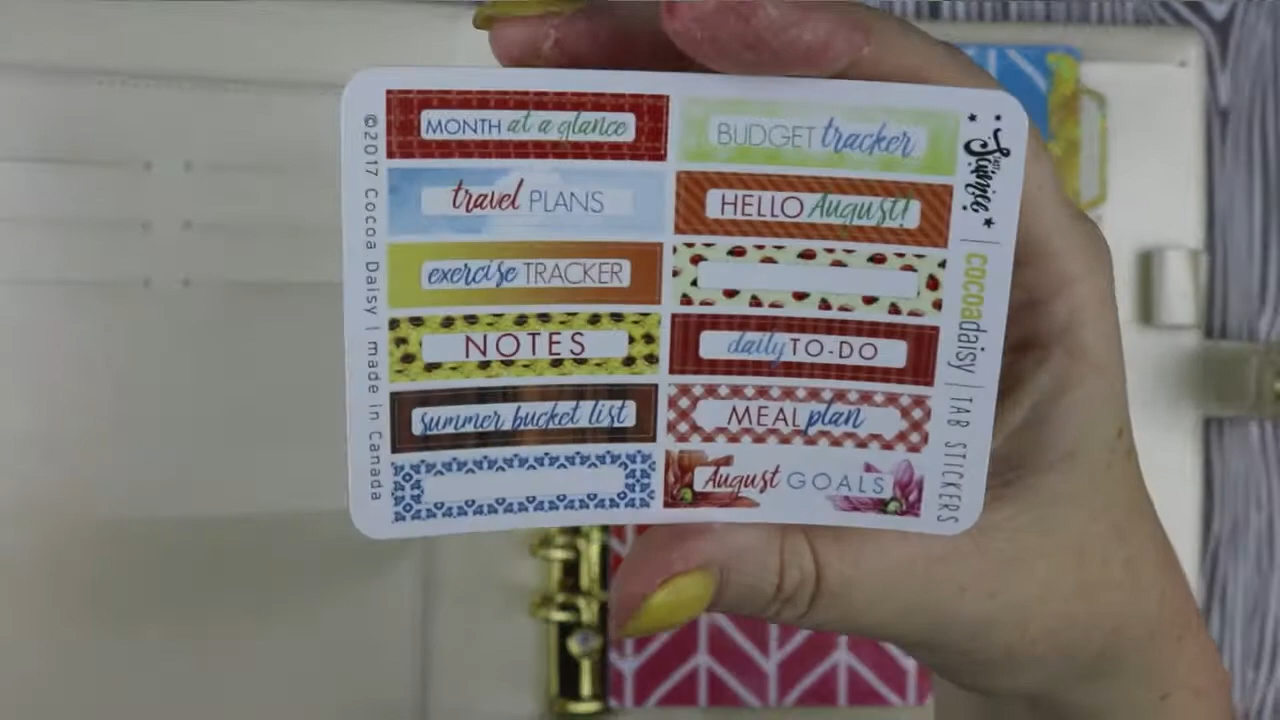 ©2017 Cocoa Daisy | made in Canada
MONTH at a glance
travel PLANS
exercise TRACKER
NOTES
summer bucket list
BUDGET tracker
HELLO August!
daily TO-DO
MEAL plan
August GOALS
cocoadaisy | TAB STICKERS